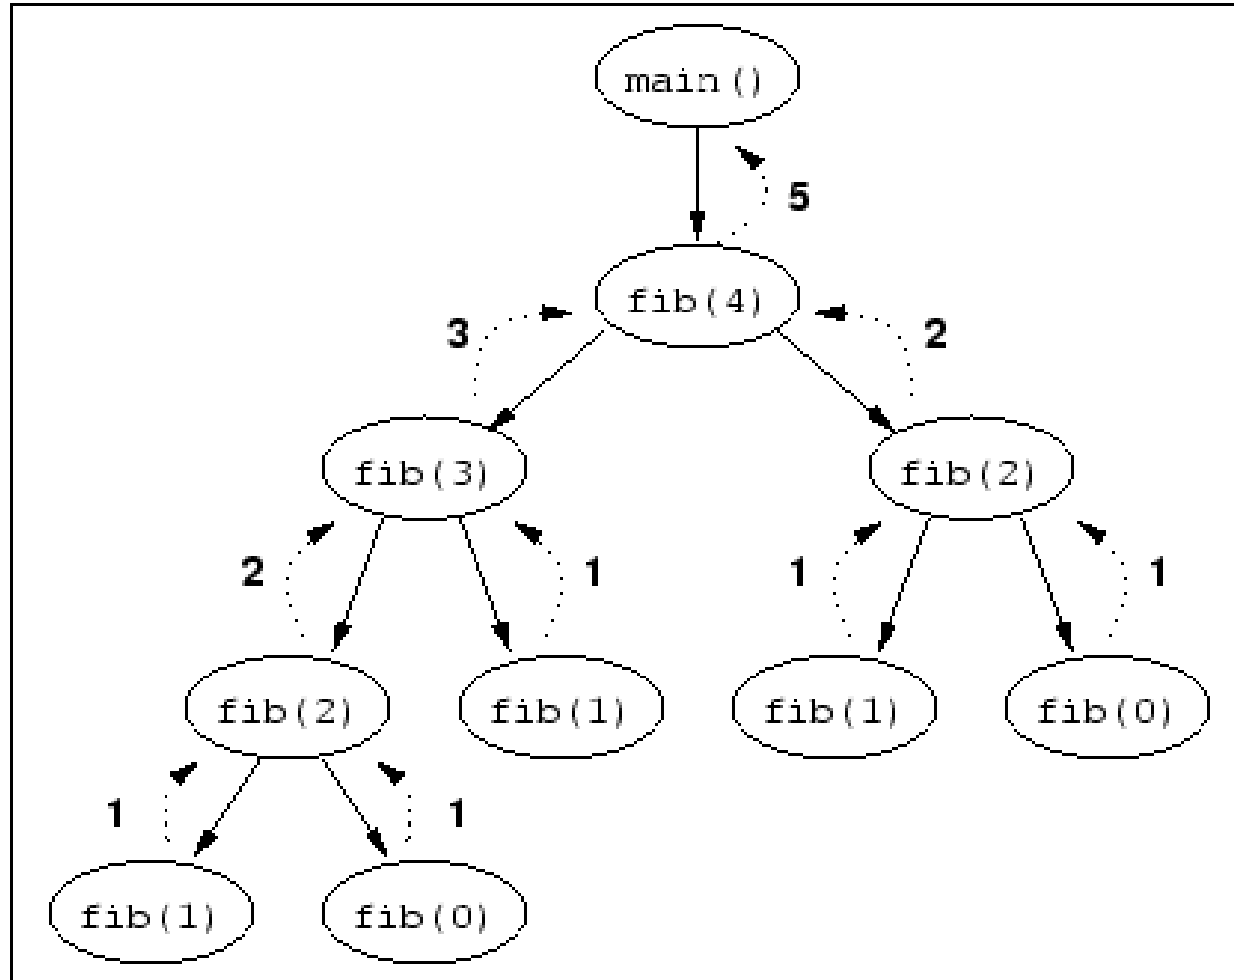 main()
5
fib(4)
3
2
fib(3)
fib(2)
2
1
1
1
fib(2)
fib(1)
fib(1)
fib(0)
1
1
fib(1)
fib(0)